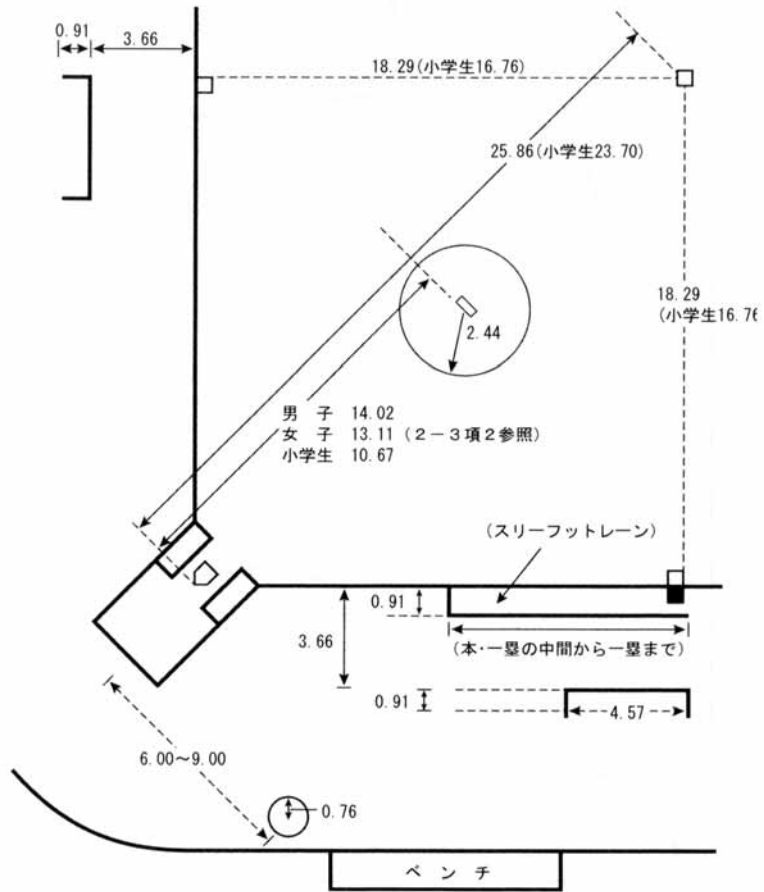 0.91
3.66
18.29(小学生16.76)
25.86(小学生23.70)
18.29
(小学生16.76
2.44
男 子 14.02
女 子 13.11 (2-3項2参照)
小学生 10.67
(スリーフットレーン)
0.91
3.66
(本・一塁の中間から一塁まで)
0.91
4.57
6.00~9.00
0.76
ベ ン チ